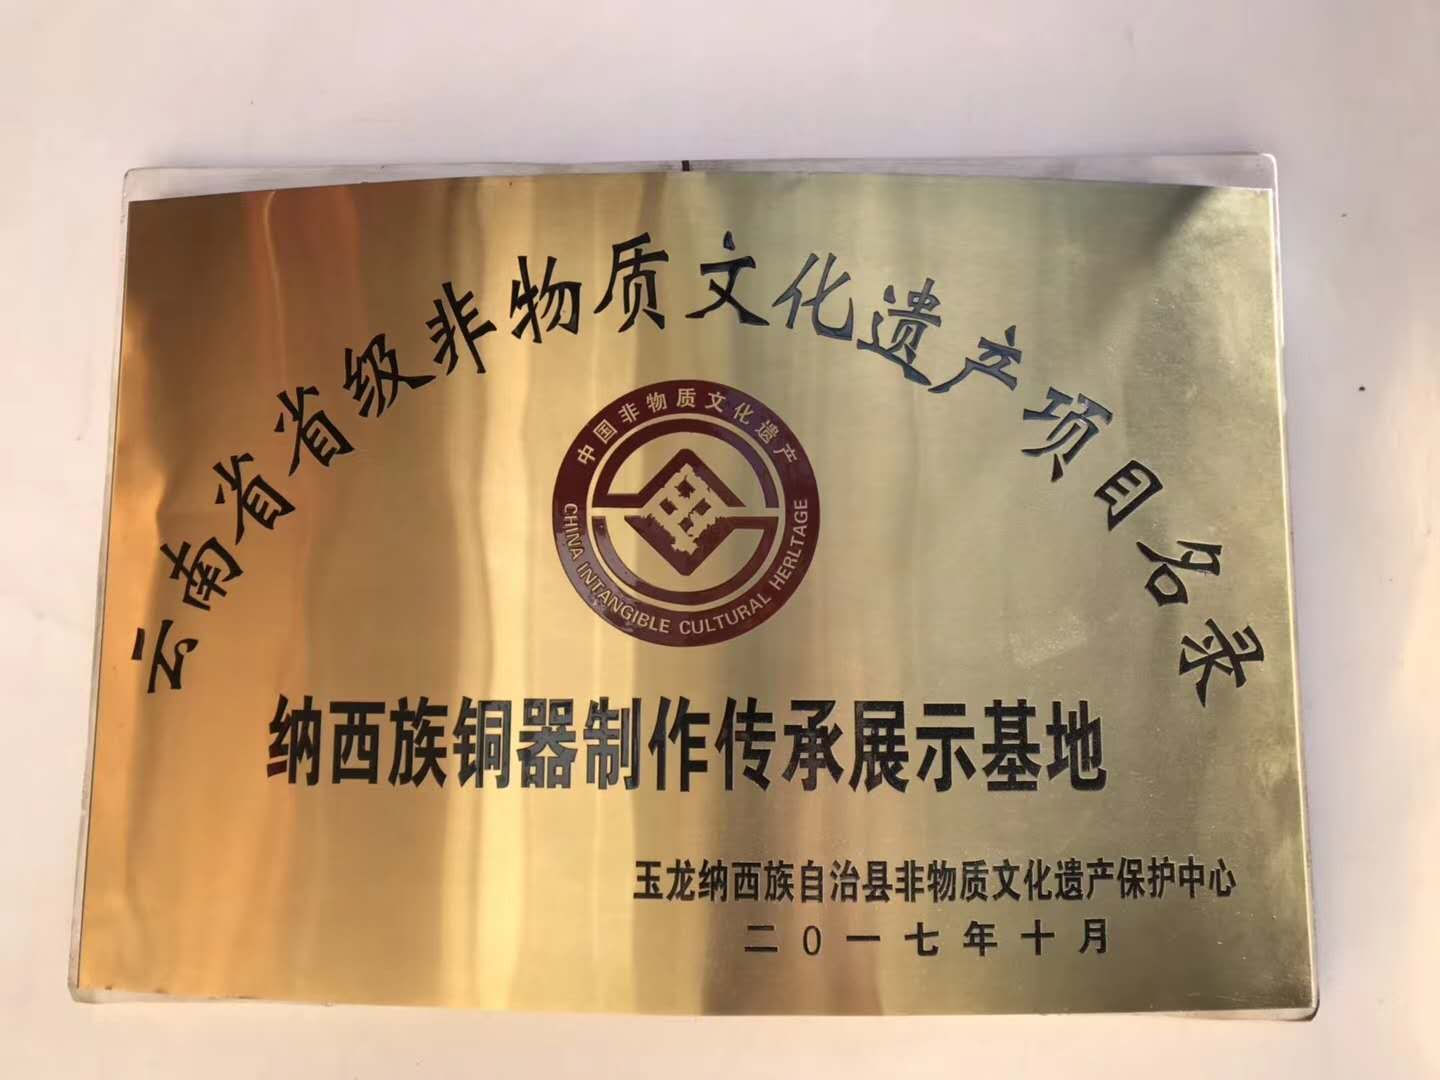 云南省省级非物质文化遗产项目名录
中国非物质文化遗产
CHINA INTANGIBLE CULTURAL HERLTAGE
纳西族铜器制作传承展示基地
玉龙纳西族自治县非物质文化遗产保护中心
二0一七年十月